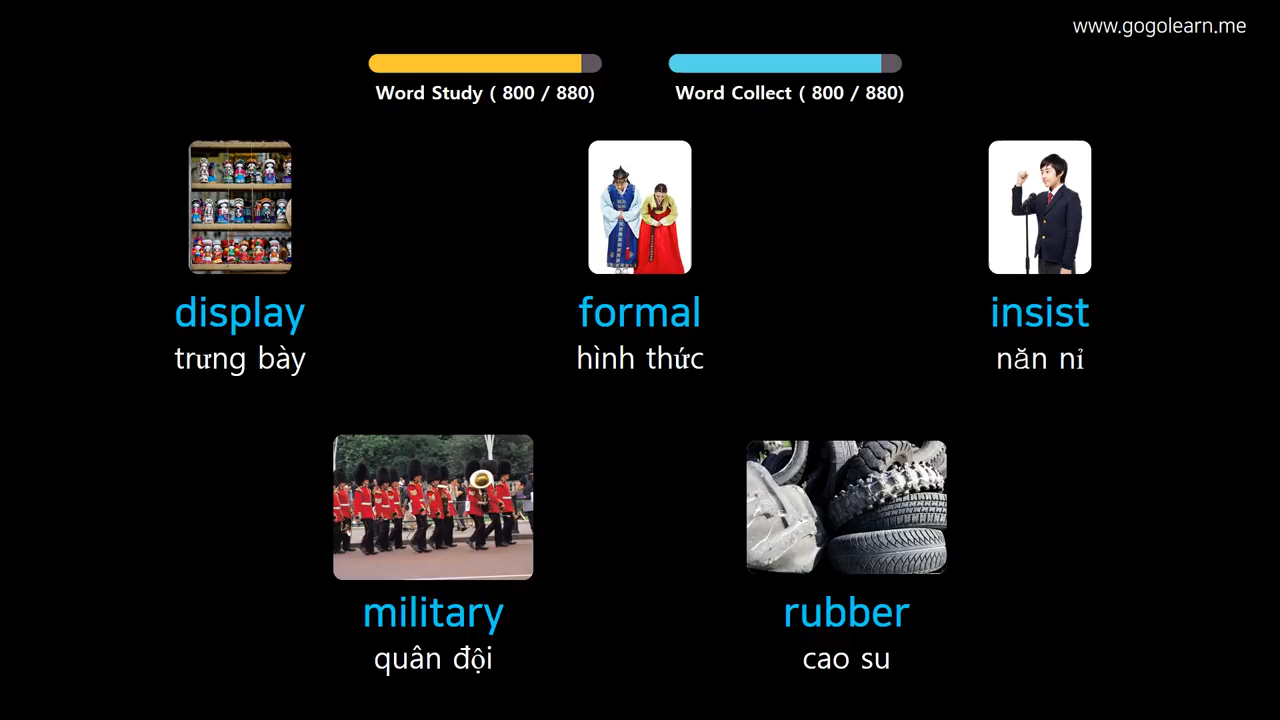 www.gogolearn.me
Word Study ( 800 / 880)
Word Collect ( 800 / 880)
display
trưng bày
formal
hình thức
insist
năn nỉ
military
quân đội
rubber
cao su